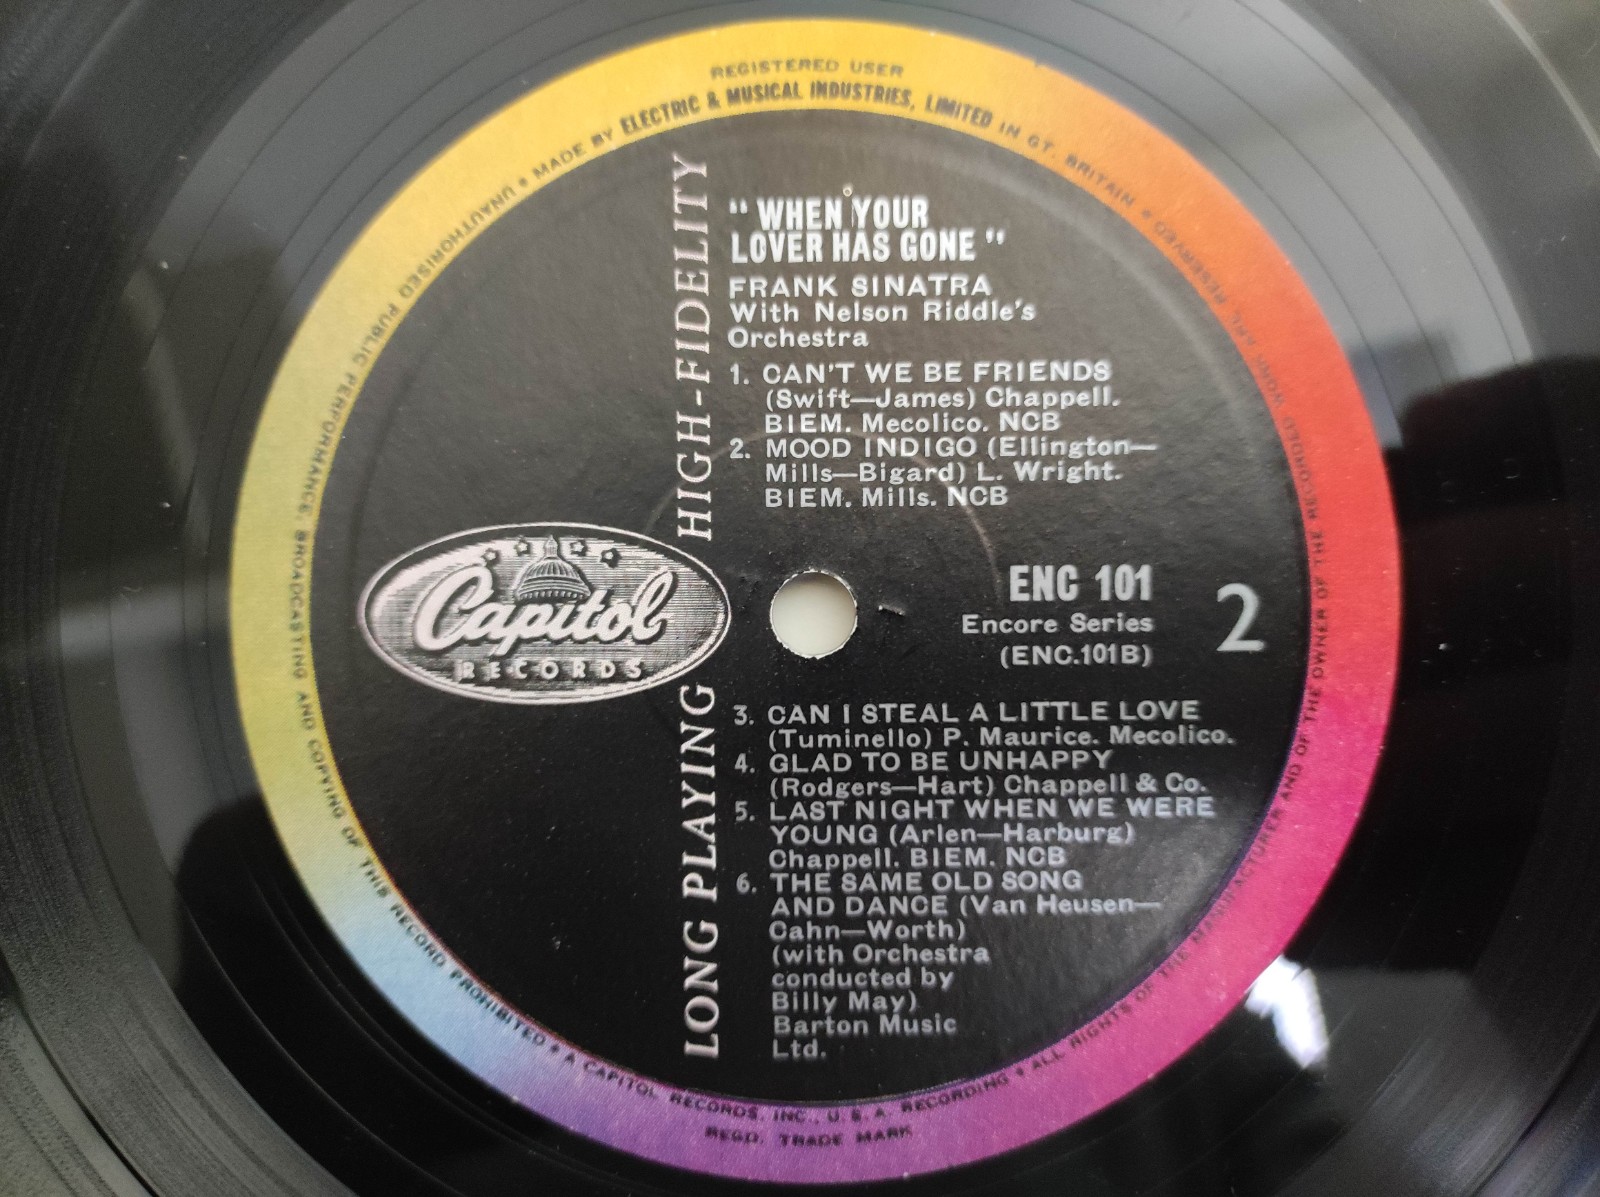 REGISTERED USER
UNAUTHORISED PUBLIC PERFORMANCE, BROADCASTING AND COPYING OF THIS RECORD PROHIBITED • A CAPITOL RECORDS, INC., U.S.A. RECORDING • ALL RIGHTS OF THE MANUFACTURER AND OF THE OWNER OF THE RECORDED WORK ARE RESERVED • MADE BY ELECTRIC & MUSICAL INDUSTRIES, LIMITED IN GT. BRITAIN •
REGD. TRADE MARK
LONG PLAYING HIGH-FIDELITY
Capitol
RECORDS
" WHEN YOUR
LOVER HAS GONE "
FRANK SINATRA
With Nelson Riddle's
Orchestra
1. CAN'T WE BE FRIENDS
(Swift—James) Chappell.
BIEM. Mecolico. NCB
2. MOOD INDIGO (Ellington—
Mills—Bigard) L. Wright.
BIEM. Mills. NCB
ENC 101
Encore Series
(ENC.101B)
2
3. CAN I STEAL A LITTLE LOVE
(Tuminello) P. Maurice. Mecolico.
4. GLAD TO BE UNHAPPY
(Rodgers—Hart) Chappell & Co.
5. LAST NIGHT WHEN WE WERE
YOUNG (Arlen—Harburg)
Chappell. BIEM. NCB
6. THE SAME OLD SONG
AND DANCE (Van Heusen—
Cahn—Worth)
(with Orchestra
conducted by
Billy May)
Barton Music
Ltd.